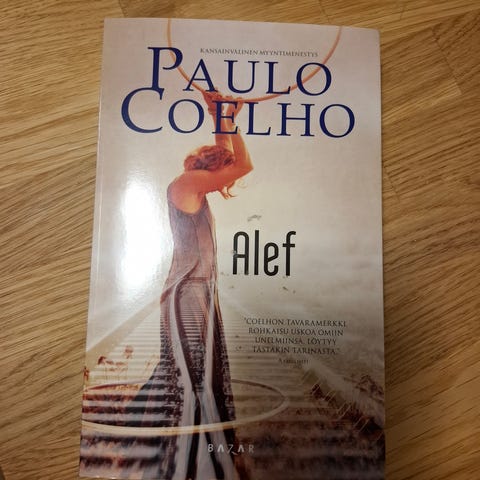 KANSAINVÄLINEN MYYNTIMENESTYS
PAULO
COELHO
Alef
"COELHON TAVARAMERKKI,
ROHKAISU USKOA OMIIN
UNELMIINSA, LÖYTYY
TÄSTÄKIN TARINASTA."
BAZAR